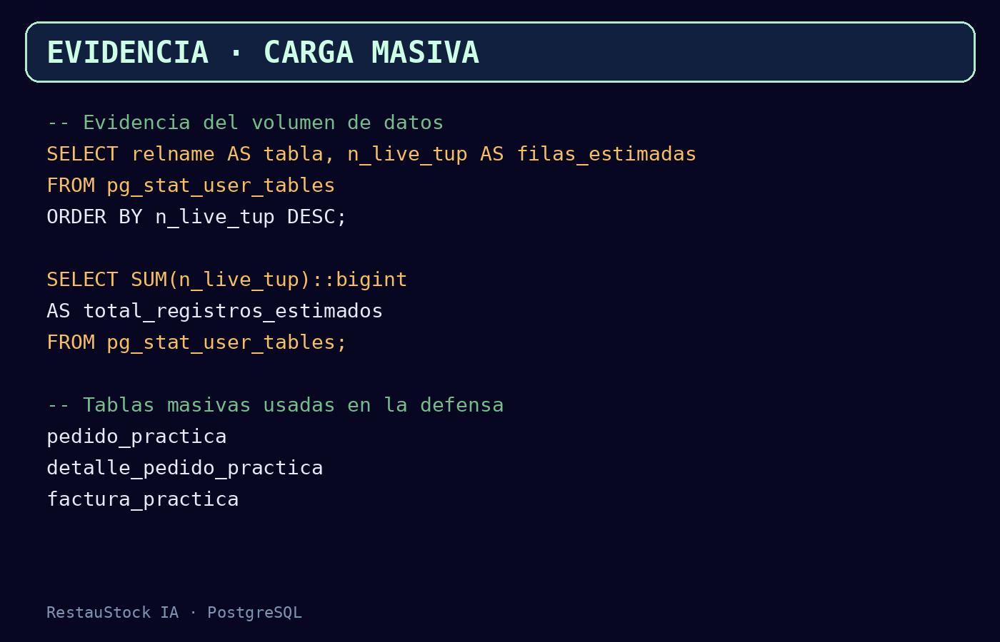 EVIDENCIA · CARGA MASIVA
-- Evidencia del volumen de datos
SELECT relname AS tabla, n_live_tup AS filas_estimadas
FROM pg_stat_user_tables
ORDER BY n_live_tup DESC;
SELECT SUM(n_live_tup)::bigint
AS total_registros_estimados
FROM pg_stat_user_tables;
-- Tablas masivas usadas en la defensa
pedido_practica
detalle_pedido_practica
factura_practica
RestauStock IA · PostgreSQL